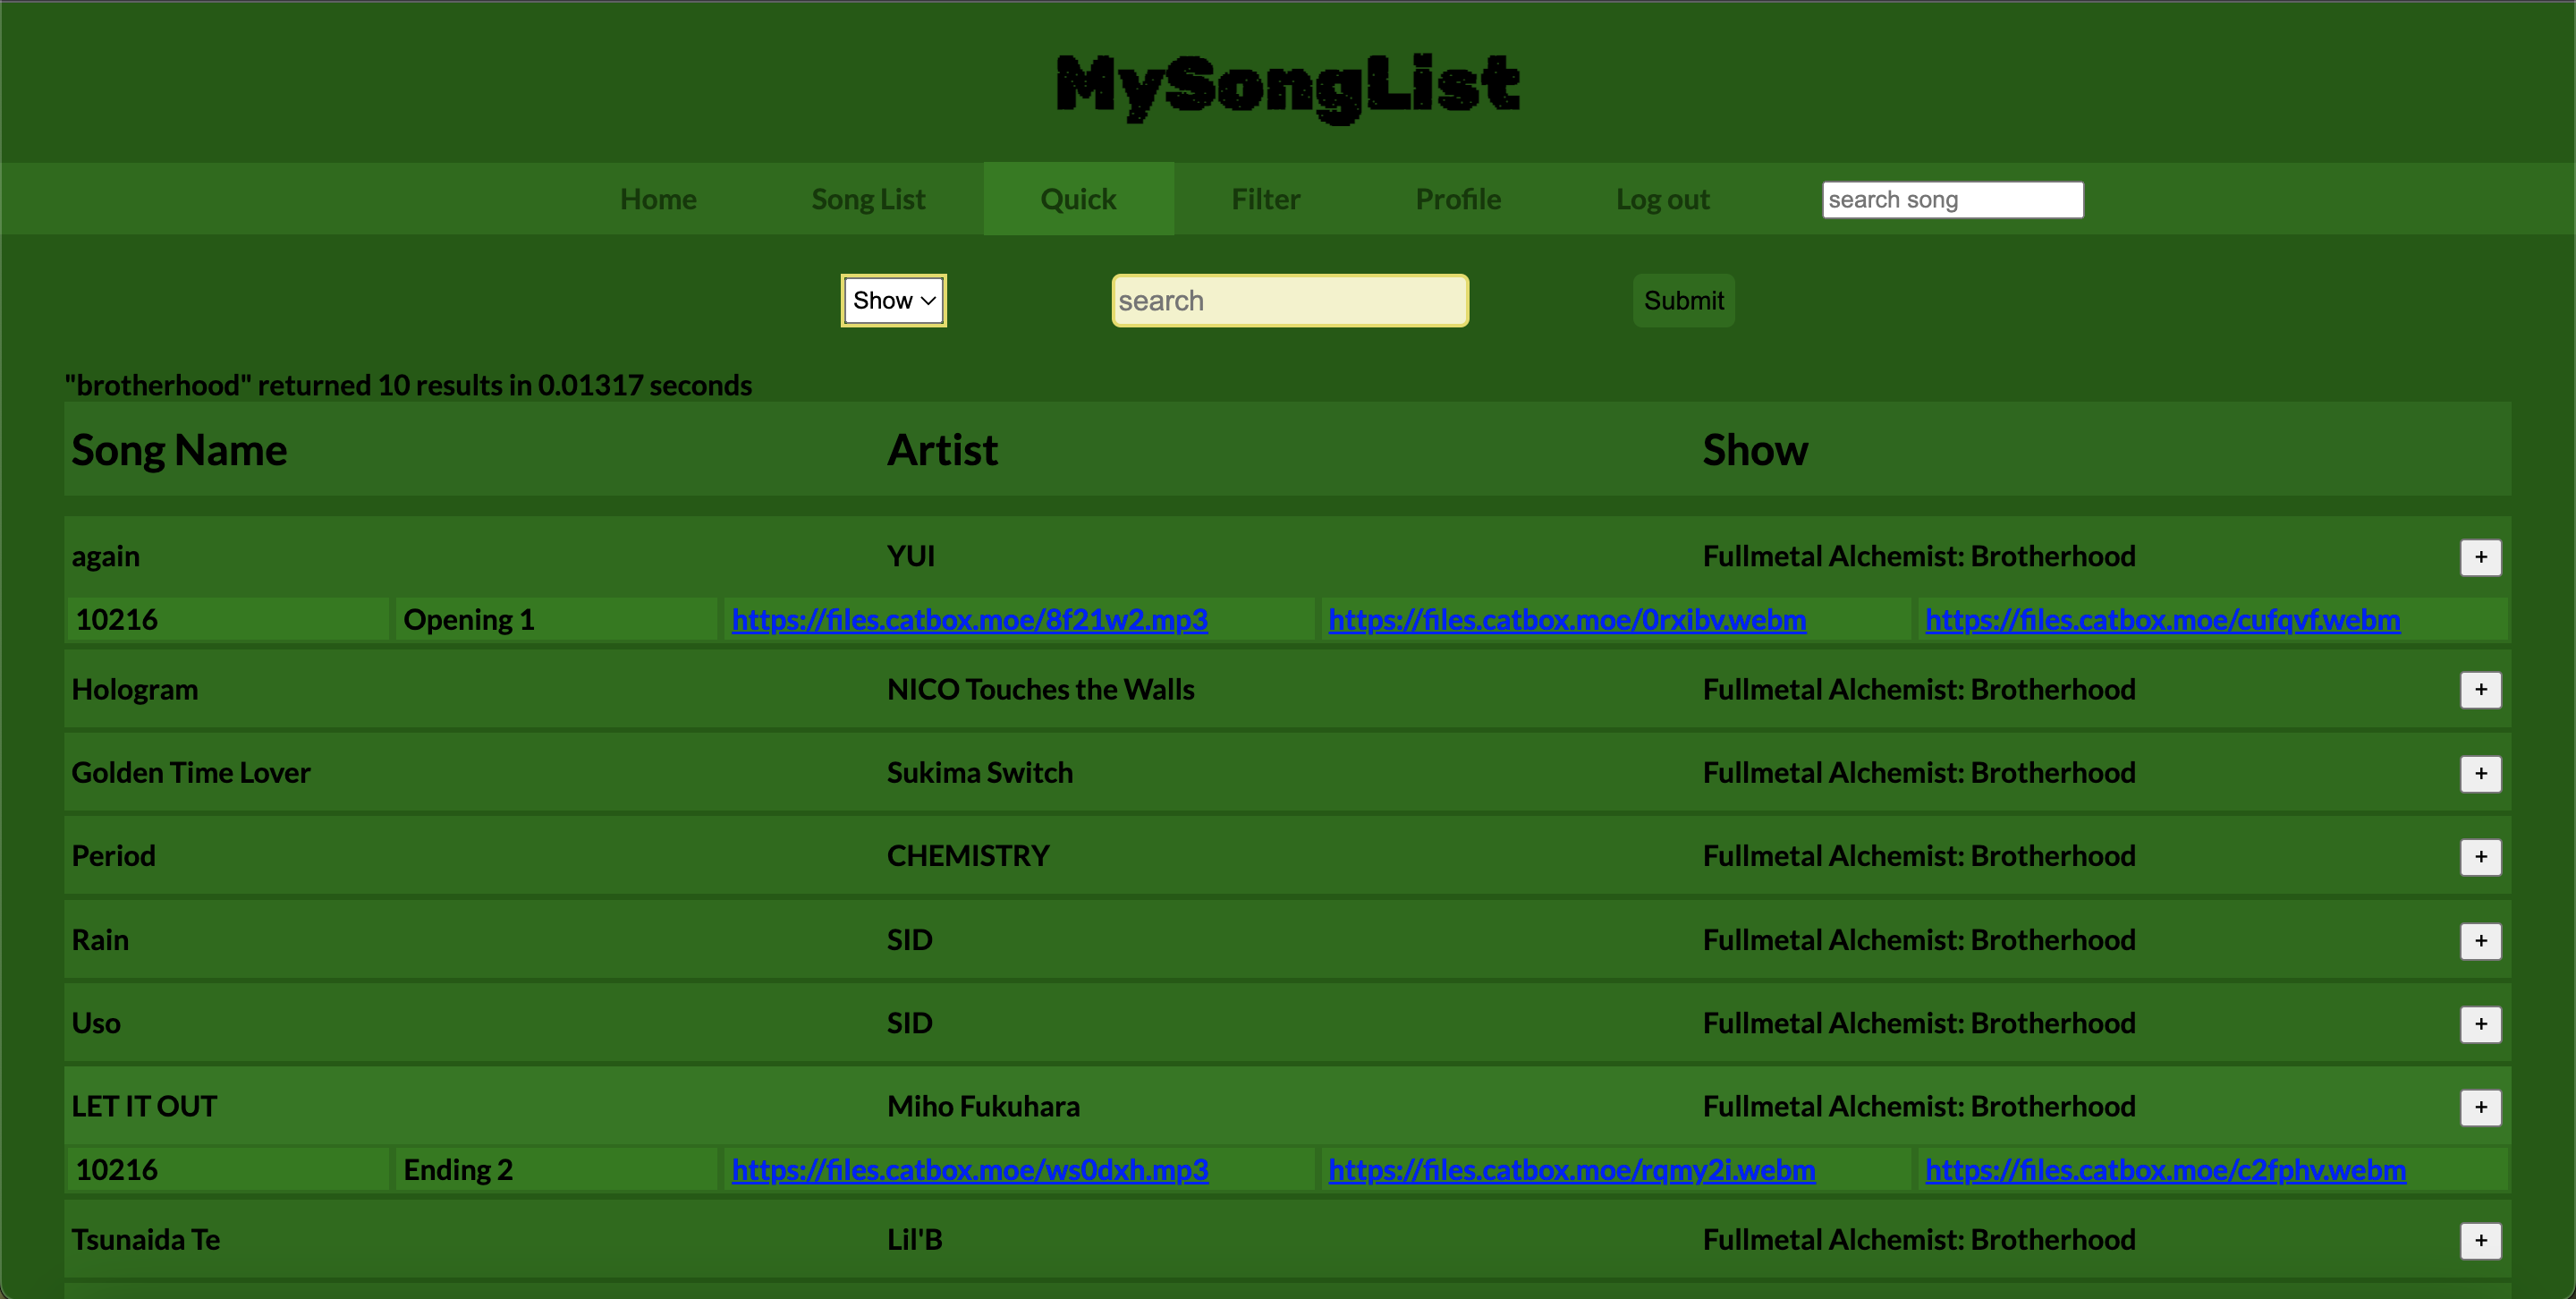 MySongList
Home Song List Quick Filter Profile Log out search song
Show search Submit
"brotherhood" returned 10 results in 0.01317 seconds
Song Name Artist Show
again YUI Fullmetal Alchemist: Brotherhood +
10216 Opening 1 https://files.catbox.moe/8f21w2.mp3 https://files.catbox.moe/0rxibv.webm https://files.catbox.moe/cufqvf.webm
Hologram NICO Touches the Walls Fullmetal Alchemist: Brotherhood +
Golden Time Lover Sukima Switch Fullmetal Alchemist: Brotherhood +
Period CHEMISTRY Fullmetal Alchemist: Brotherhood +
Rain SID Fullmetal Alchemist: Brotherhood +
Uso SID Fullmetal Alchemist: Brotherhood +
LET IT OUT Miho Fukuhara Fullmetal Alchemist: Brotherhood +
10216 Ending 2 https://files.catbox.moe/ws0dxh.mp3 https://files.catbox.moe/rqmy2i.webm https://files.catbox.moe/c2fphv.webm
Tsunaida Te Lil'B Fullmetal Alchemist: Brotherhood +